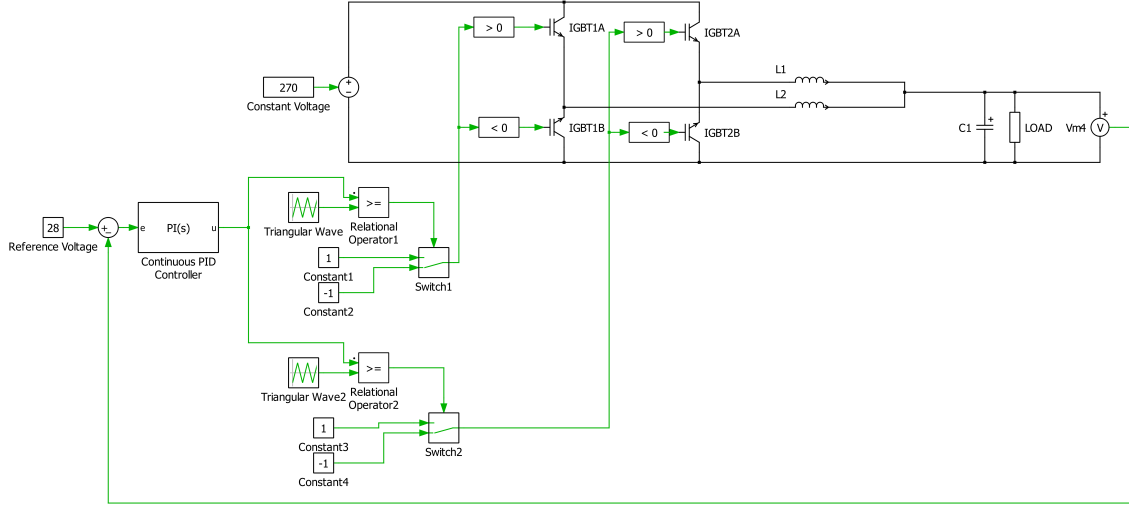 > 0
IGBT1A
> 0
IGBT2A
270
Constant Voltage
+
−
L1
L2
< 0
IGBT1B
< 0
IGBT2B
C1
+
LOAD
Vm4
+
V
28
Reference Voltage
+
−
e
PI(s)
u
Continuous PID
Controller
Triangular Wave
>=
Relational
Operator1
1
Constant1
-1
Constant2
Switch1
Triangular Wave2
>=
Relational
Operator2
1
Constant3
-1
Constant4
Switch2